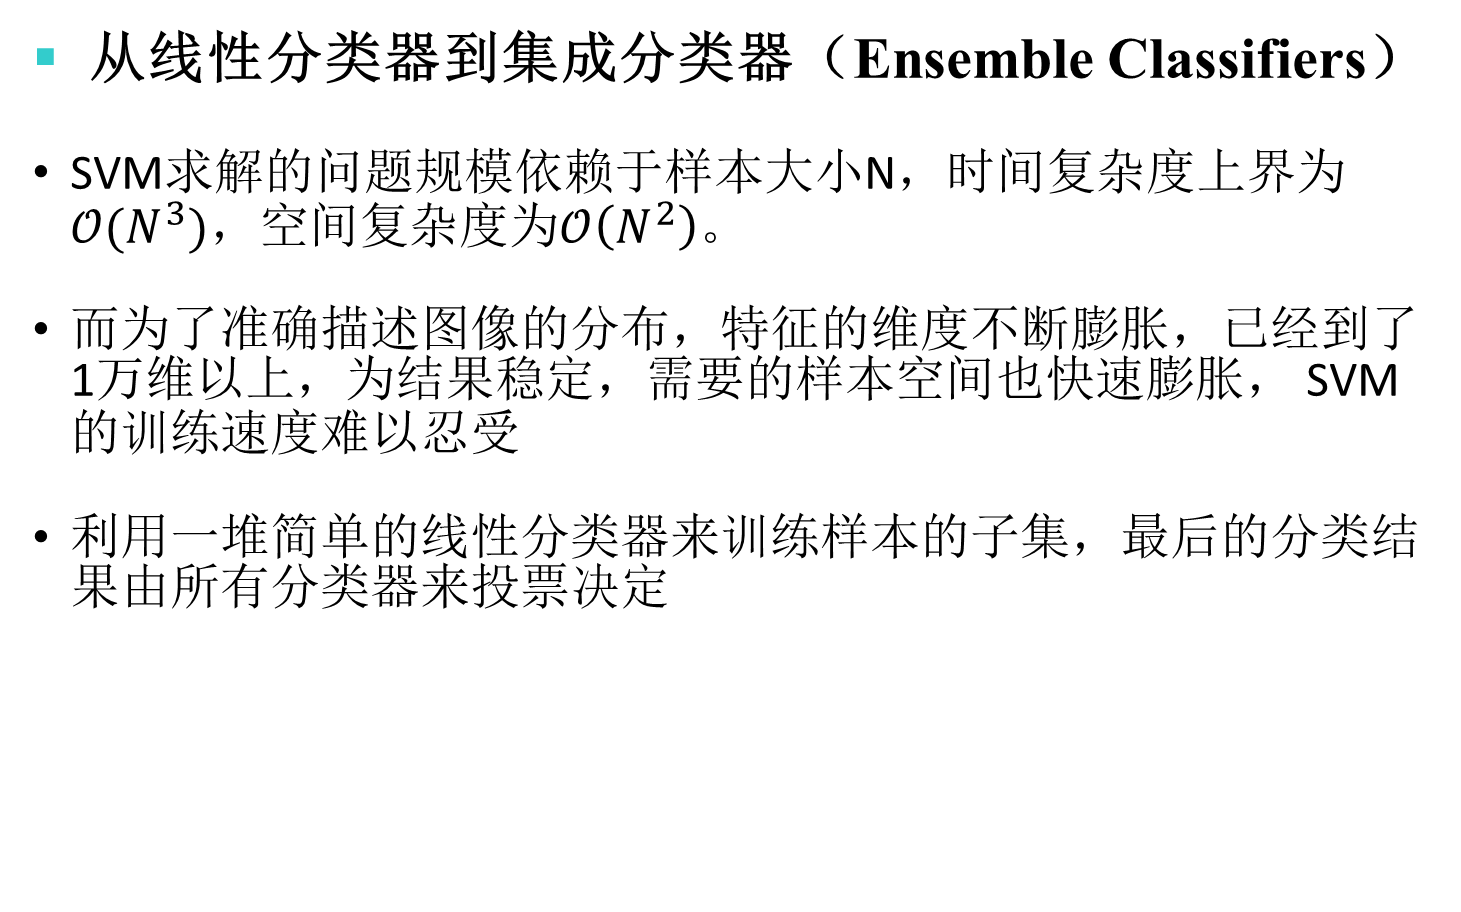 ▪ 从线性分类器到集成分类器（Ensemble Classifiers）
• SVM求解的问题规模依赖于样本大小N，时间复杂度上界为
𝒪(N³)，空间复杂度为𝒪(N²)。
• 而为了准确描述图像的分布，特征的维度不断膨胀，已经到了
1万维以上，为结果稳定，需要的样本空间也快速膨胀， SVM
的训练速度难以忍受
• 利用一堆简单的线性分类器来训练样本的子集，最后的分类结
果由所有分类器来投票决定